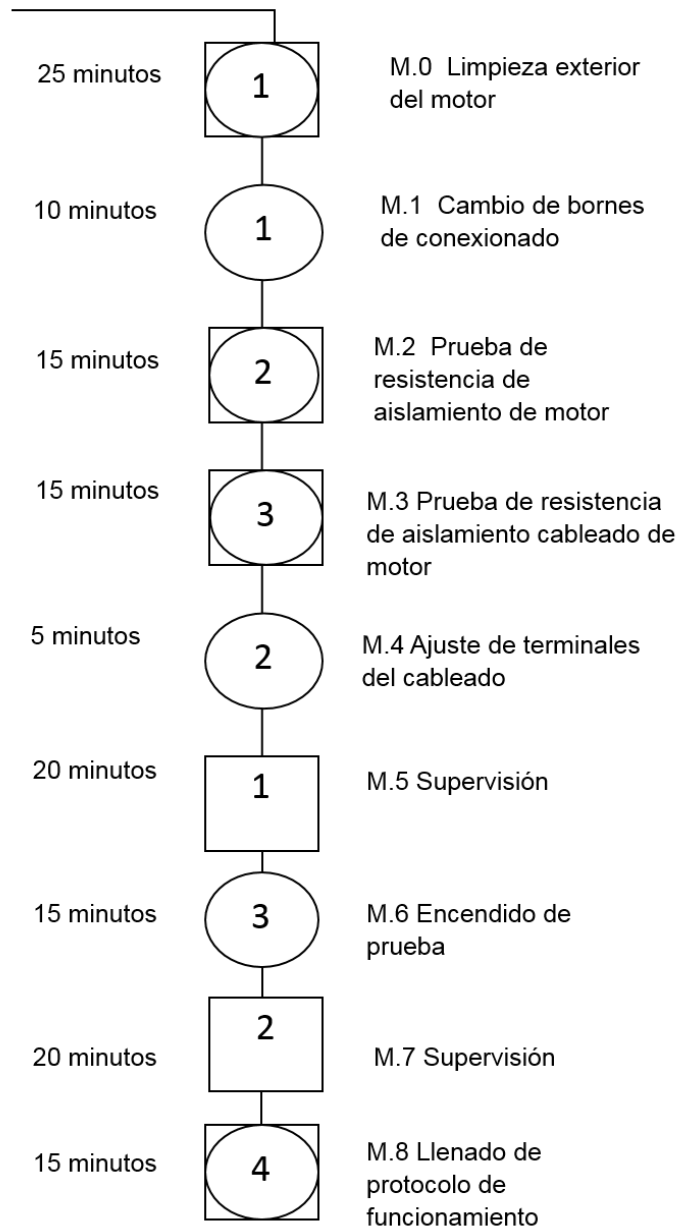 25 minutos
1
M.0 Limpieza exterior
del motor
10 minutos
1
M.1 Cambio de bornes
de conexionado
15 minutos
2
M.2 Prueba de
resistencia de
aislamiento de motor
15 minutos
3
M.3 Prueba de resistencia
de aislamiento cableado de
motor
5 minutos
2
M.4 Ajuste de terminales
del cableado
20 minutos
1
M.5 Supervisión
15 minutos
3
M.6 Encendido de
prueba
20 minutos
2
M.7 Supervisión
15 minutos
4
M.8 Llenado de
protocolo de
funcionamiento